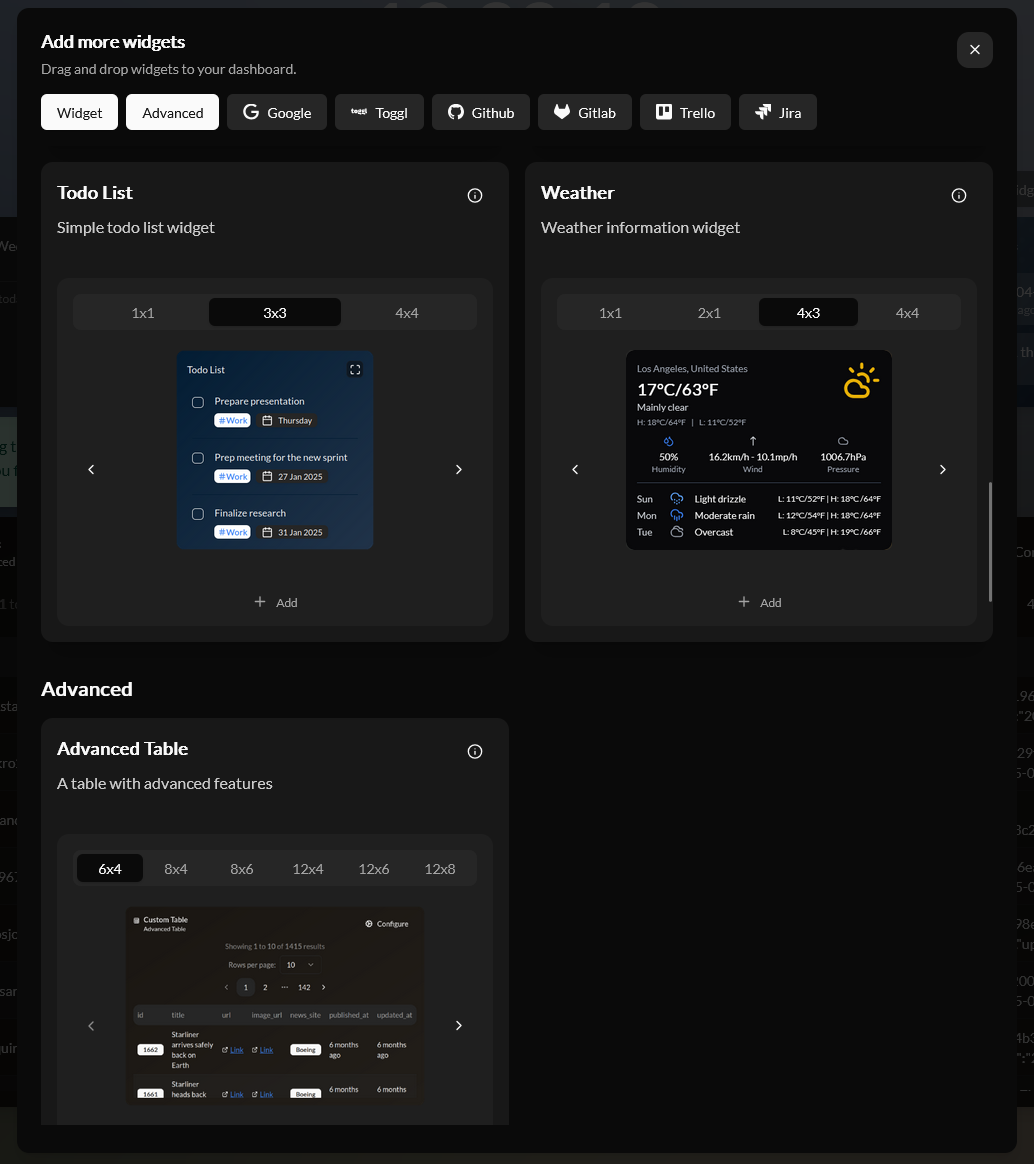 Add more widgets
Drag and drop widgets to your dashboard.
Widget
Advanced
Google
toggl Toggl
Github
Gitlab
Trello
Jira
Todo List
Simple todo list widget
1x1
3x3
4x4
Todo List
Prepare presentation
#Work
Thursday
Prep meeting for the new sprint
#Work
27 Jan 2025
Finalize research
#Work
31 Jan 2025
+ Add
Weather
Weather information widget
1x1
2x1
4x3
4x4
Los Angeles, United States
17°C/63°F
Mainly clear
H: 18°C/64°F | L: 11°C/52°F
50%
Humidity
16.2km/h - 10.1mp/h
Wind
1006.7hPa
Pressure
Sun Light drizzle L: 11°C/52°F | H: 18°C/64°F
Mon Moderate rain L: 12°C/54°F | H: 18°C/64°F
Tue Overcast L: 8°C/45°F | H: 19°C/66°F
+ Add
Advanced
Advanced Table
A table with advanced features
6x4
8x4
8x6
12x4
12x6
12x8
Custom Table
Advanced Table
Configure
Showing 1 to 10 of 1415 results
Rows per page: 10
1 2 ... 142
id title url image_url news_site published_at updated_at
1662 Starliner arrives safely back on Earth Link Link Boeing 6 months ago 6 months ago
1661 Starliner heads back Link Link Boeing 6 months 6 months